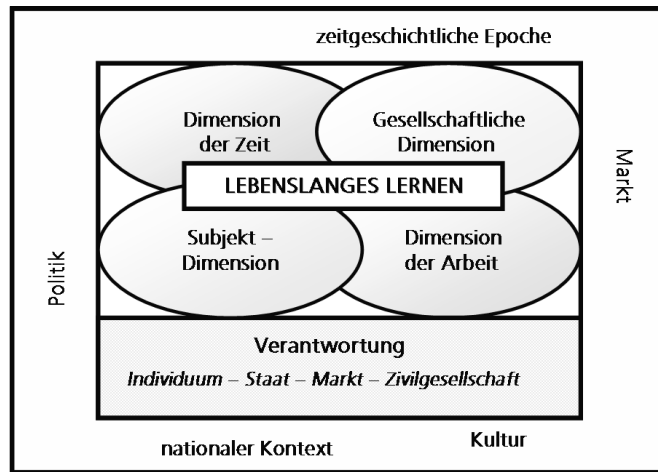 zeitgeschichtliche Epoche
Dimension
der Zeit
Gesellschaftliche
Dimension
LEBENSLANGES LERNEN
Markt
Subjekt –
Dimension
Dimension
der Arbeit
Politik
Verantwortung
Individuum – Staat – Markt – Zivilgesellschaft
nationaler Kontext
Kultur